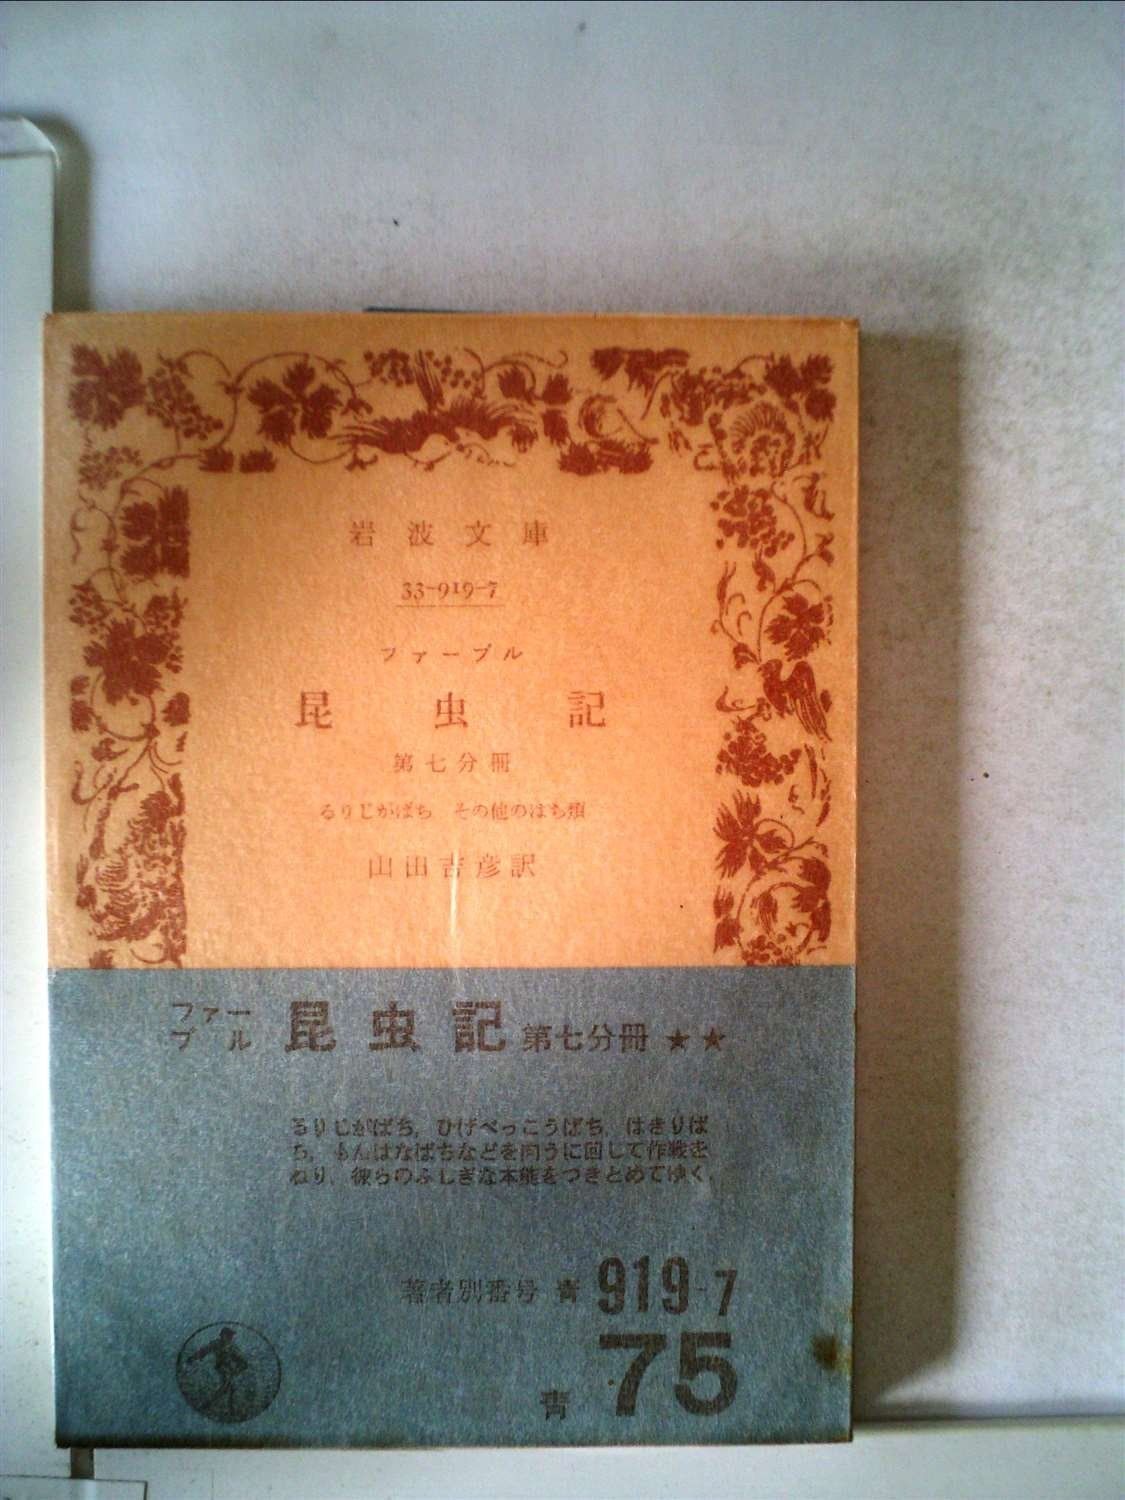 岩波文庫
33-919-7
ファーブル
昆虫記
第七分冊
るりじがばち その他のはち類
山田吉彦訳
ファーブル 昆虫記 第七分冊 ★★
るりじがばち,ひげべっこうばち,はきりば
ち,もんはなばちなどを向うに回して作戦を
ねり,彼らのふしぎな本能をつきとめてゆく.
著者別番号 青 919-7
青 75